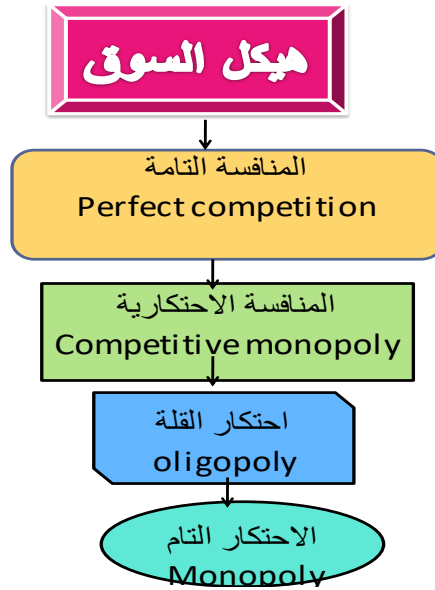 هيكل السوق
المنافسة التامة
Perfect competition
المنافسة الاحتكارية
Competitive monopoly
احتكار القلة
oligopoly
الاحتكار التام
Monopoly